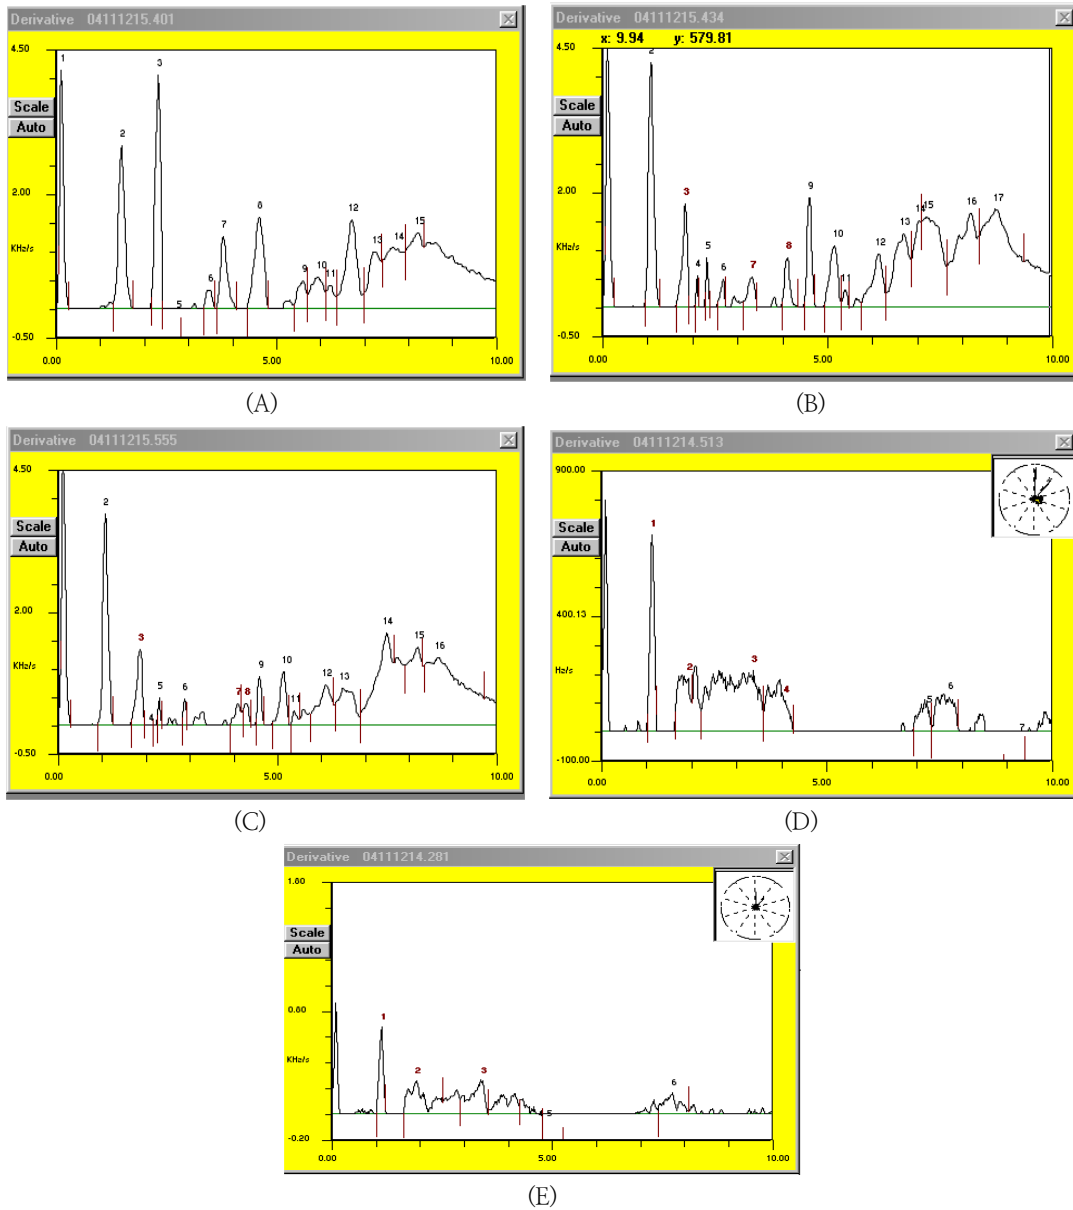 Derivative 04111215.401
4.50
Scale
Auto
2.00
KHz/s
-0.50
0.00 5.00 10.00
1 2 3 5 6 7 8 9 10 11 12 13 14 15
(A)
Derivative 04111215.434
x: 9.94 y: 579.81
4.50
Scale
Auto
2.00
KHz/s
-0.50
0.00 5.00 10.00
2 3 4 5 6 7 8 9 10 11 12 13 14 15 16 17
(B)
Derivative 04111215.555
4.50
Scale
Auto
2.00
KHz/s
-0.50
0.00 5.00 10.00
2 3 4 5 6 7 8 9 10 11 12 13 14 15 16
(C)
Derivative 04111214.513
900.00
Scale
Auto
400.13
Hz/s
-100.00
0.00 5.00 10.00
1 2 3 4 5 6 7
(D)
Derivative 04111214.281
1.80
Scale
Auto
0.80
KHz/s
-0.20
0.00 5.00 10.00
1 2 3 5 6
(E)